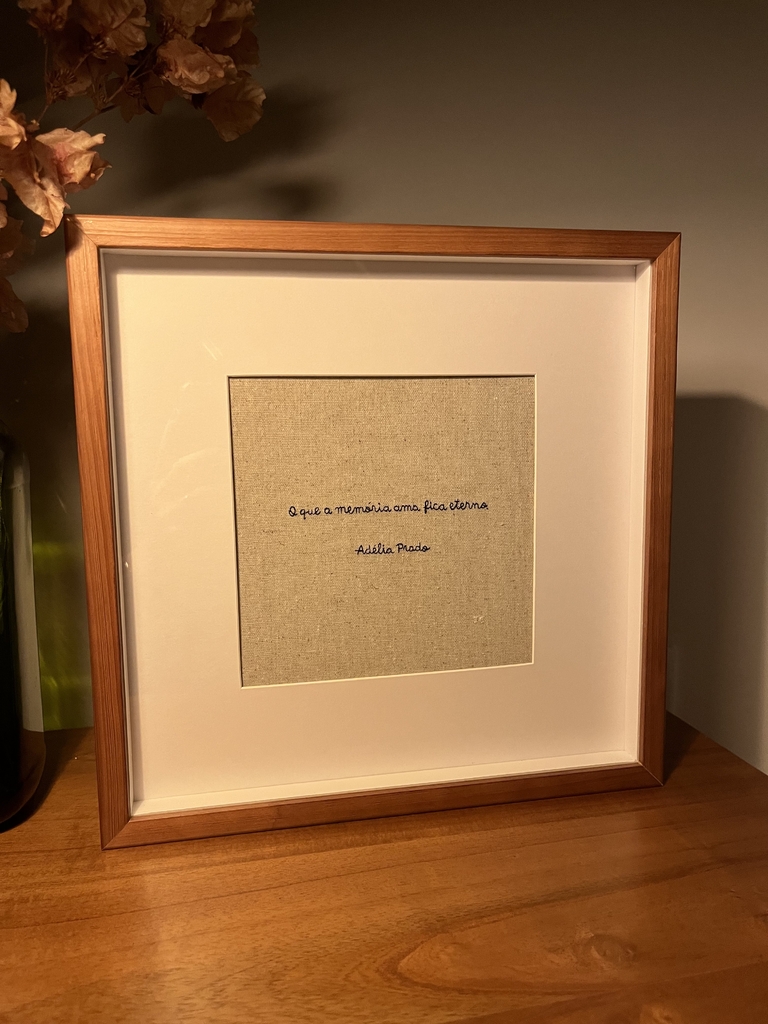 O que a memória ama fica eterno.
Adélia Prado